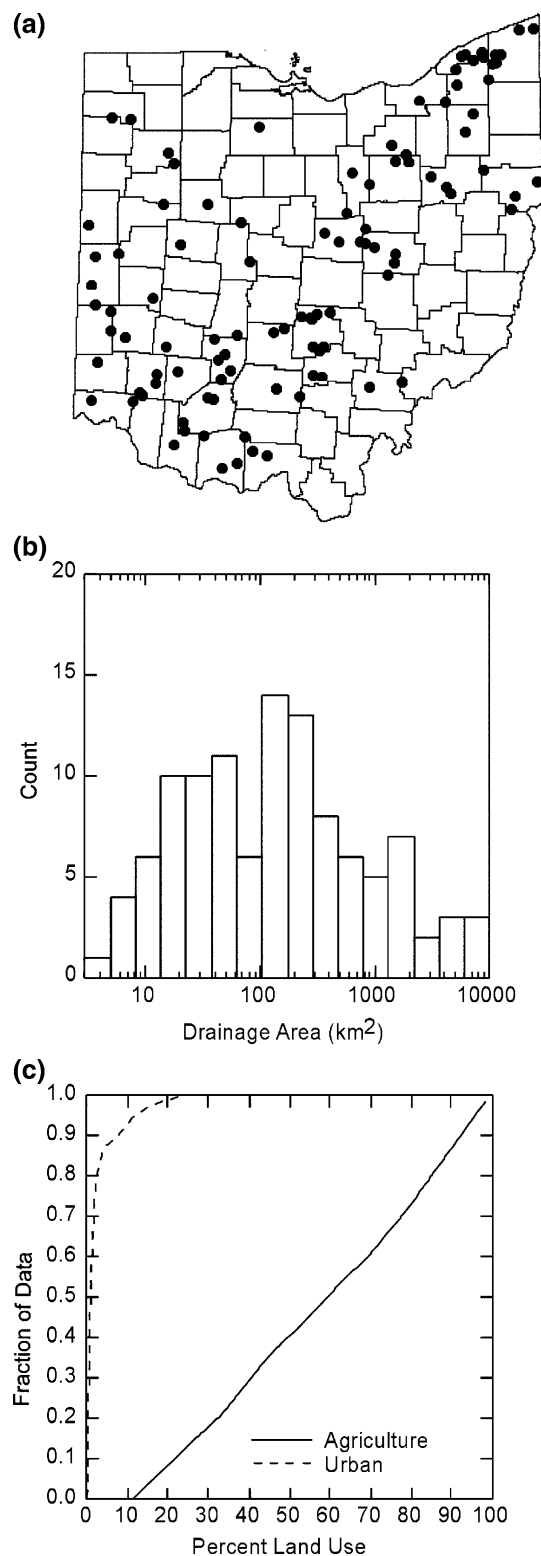 (a)
(b)
20
15
10
5
0
Count
10 100 1000 10000
Drainage Area (km2)
(c)
1.0
0.9
0.8
0.7
0.6
0.5
0.4
0.3
0.2
0.1
0.0
Fraction of Data
Agriculture
Urban
0 10 20 30 40 50 60 70 80 90 100
Percent Land Use